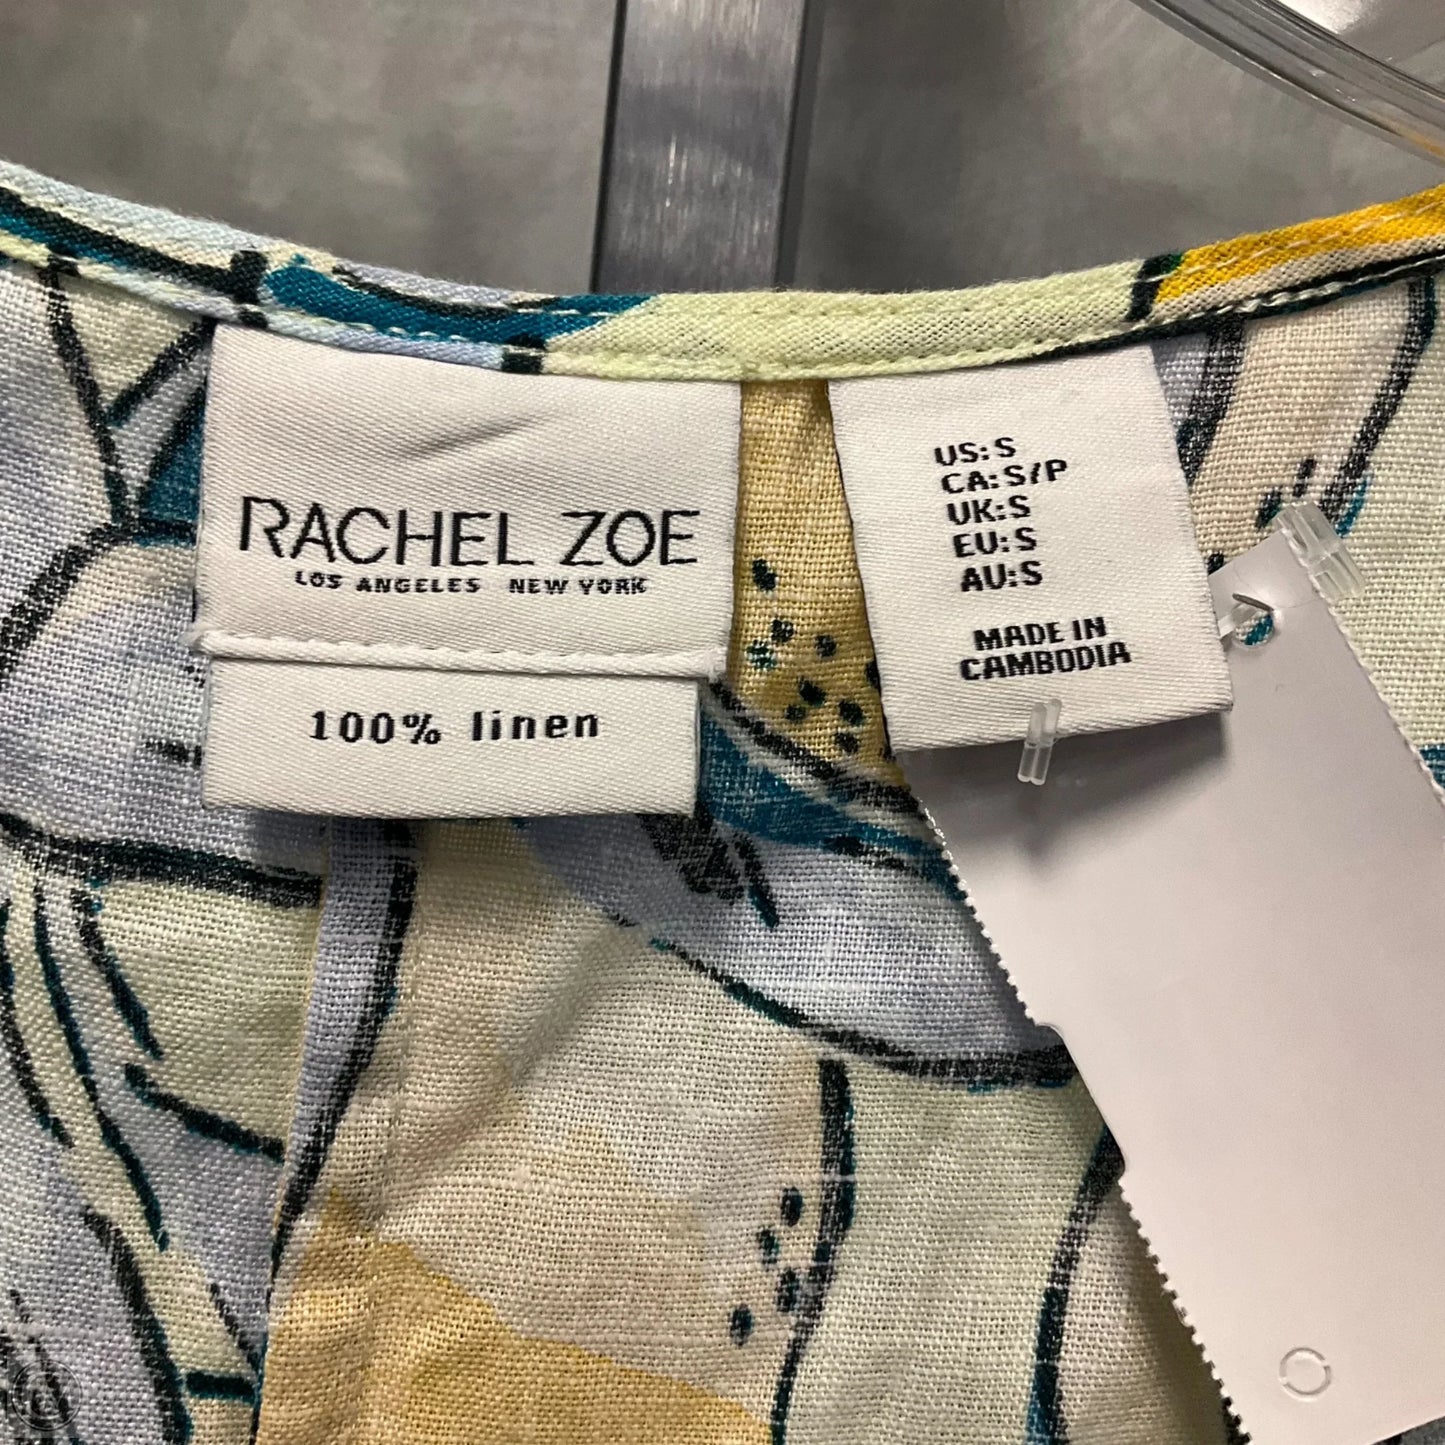 RACHEL ZOE
LOS ANGELES NEW YORK
100% linen
US: S
CA: S/P
UK: S
EU: S
AU: S
MADE IN
CAMBODIA